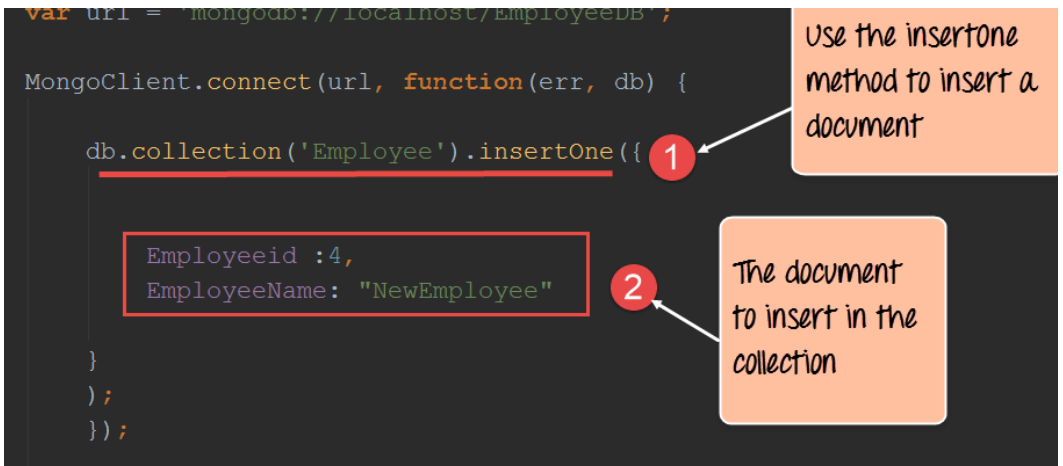 var url = 'mongodb://localhost/EmployeeDB';
MongoClient.connect(url, function(err, db) {
db.collection('Employee').insertOne({
1
Use the insertone
method to insert a
document
Employeeid :4,
EmployeeName: "NewEmployee"
2
The document
to insert in the
collection
}
);
});